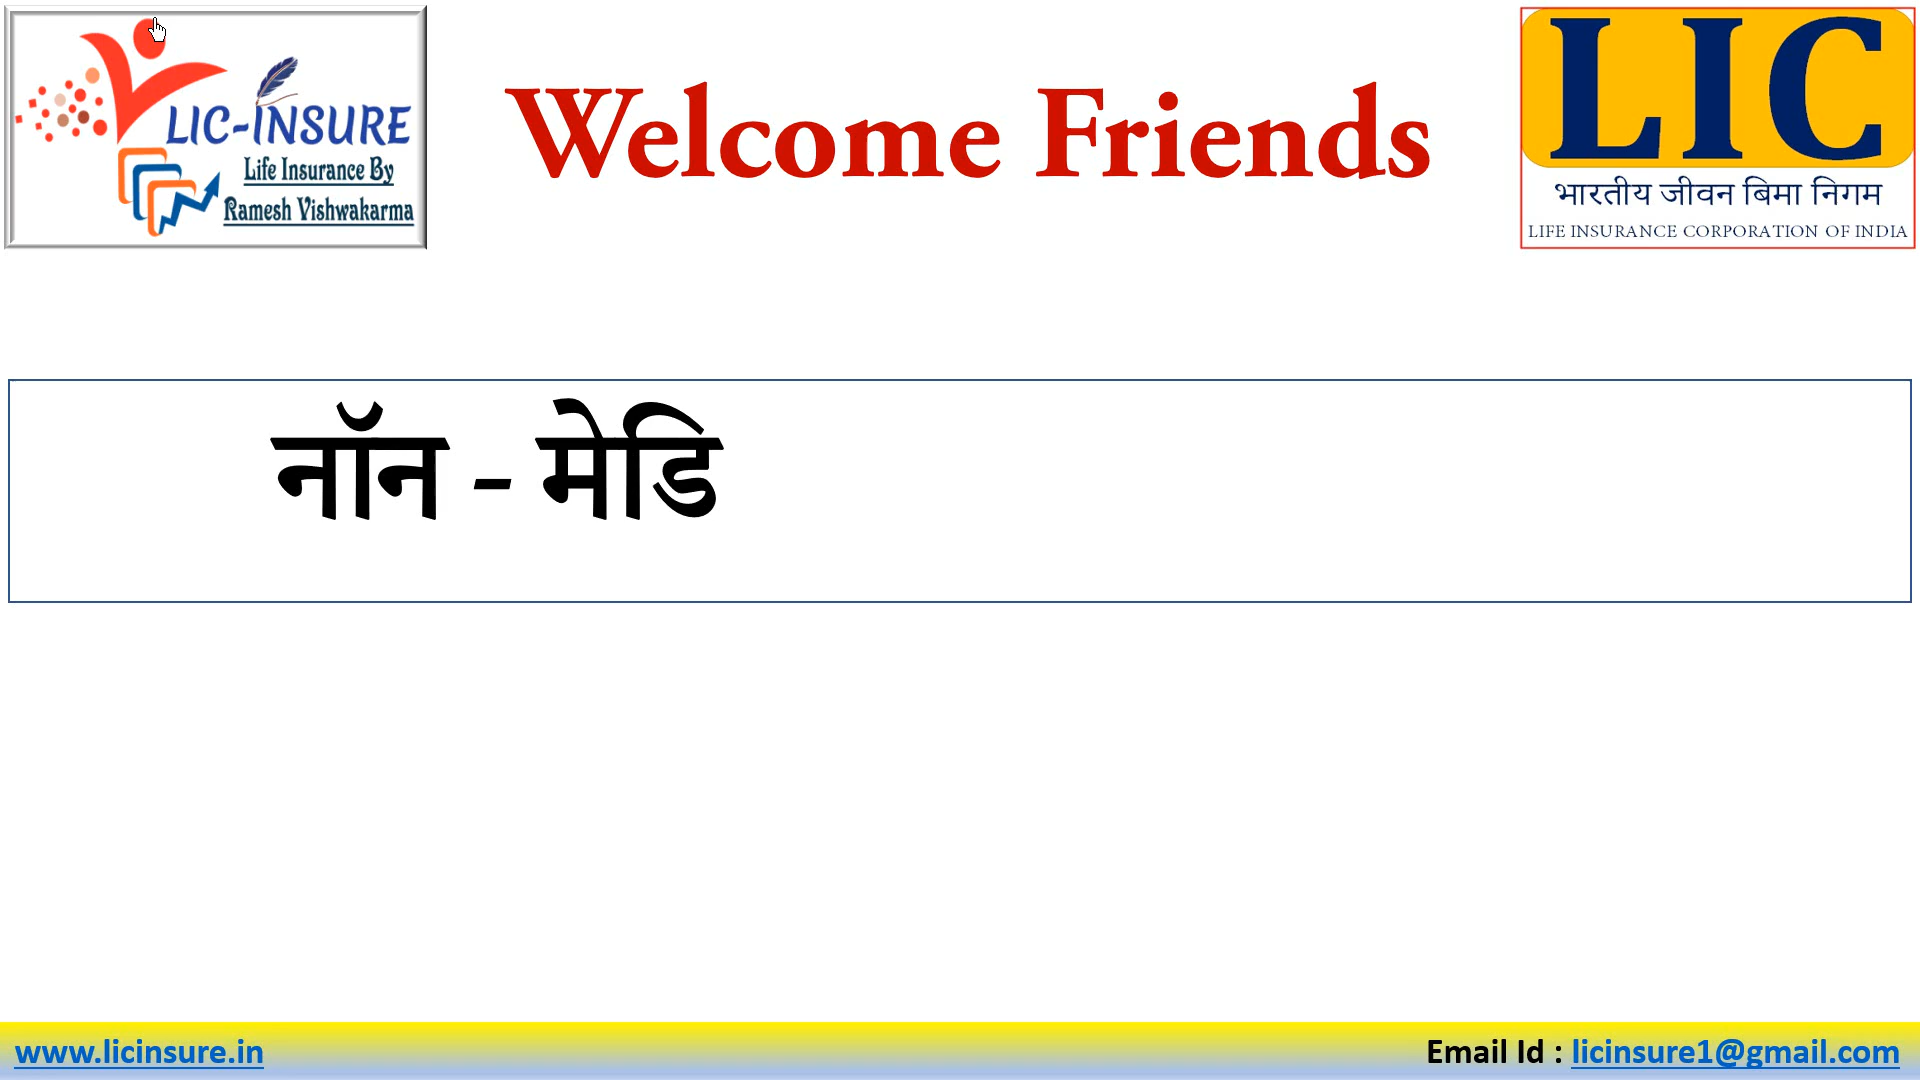 LIC-INSURE
Life Insurance By
Ramesh Vishwakarma
Welcome Friends
LIC
भारतीय जीवन बिमा निगम
LIFE INSURANCE CORPORATION OF INDIA
नॉन - मेडि
www.licinsure.in
Email Id : licinsure1@gmail.com